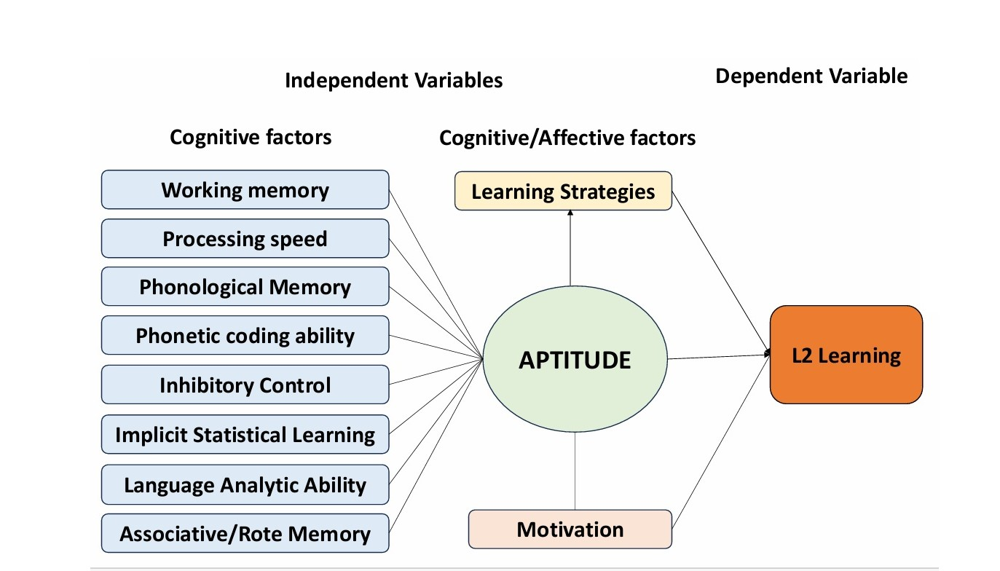 Independent Variables
Dependent Variable
Cognitive factors
Cognitive/Affective factors
Working memory
Processing speed
Phonological Memory
Phonetic coding ability
Inhibitory Control
Implicit Statistical Learning
Language Analytic Ability
Associative/Rote Memory
Learning Strategies
APTITUDE
Motivation
L2 Learning